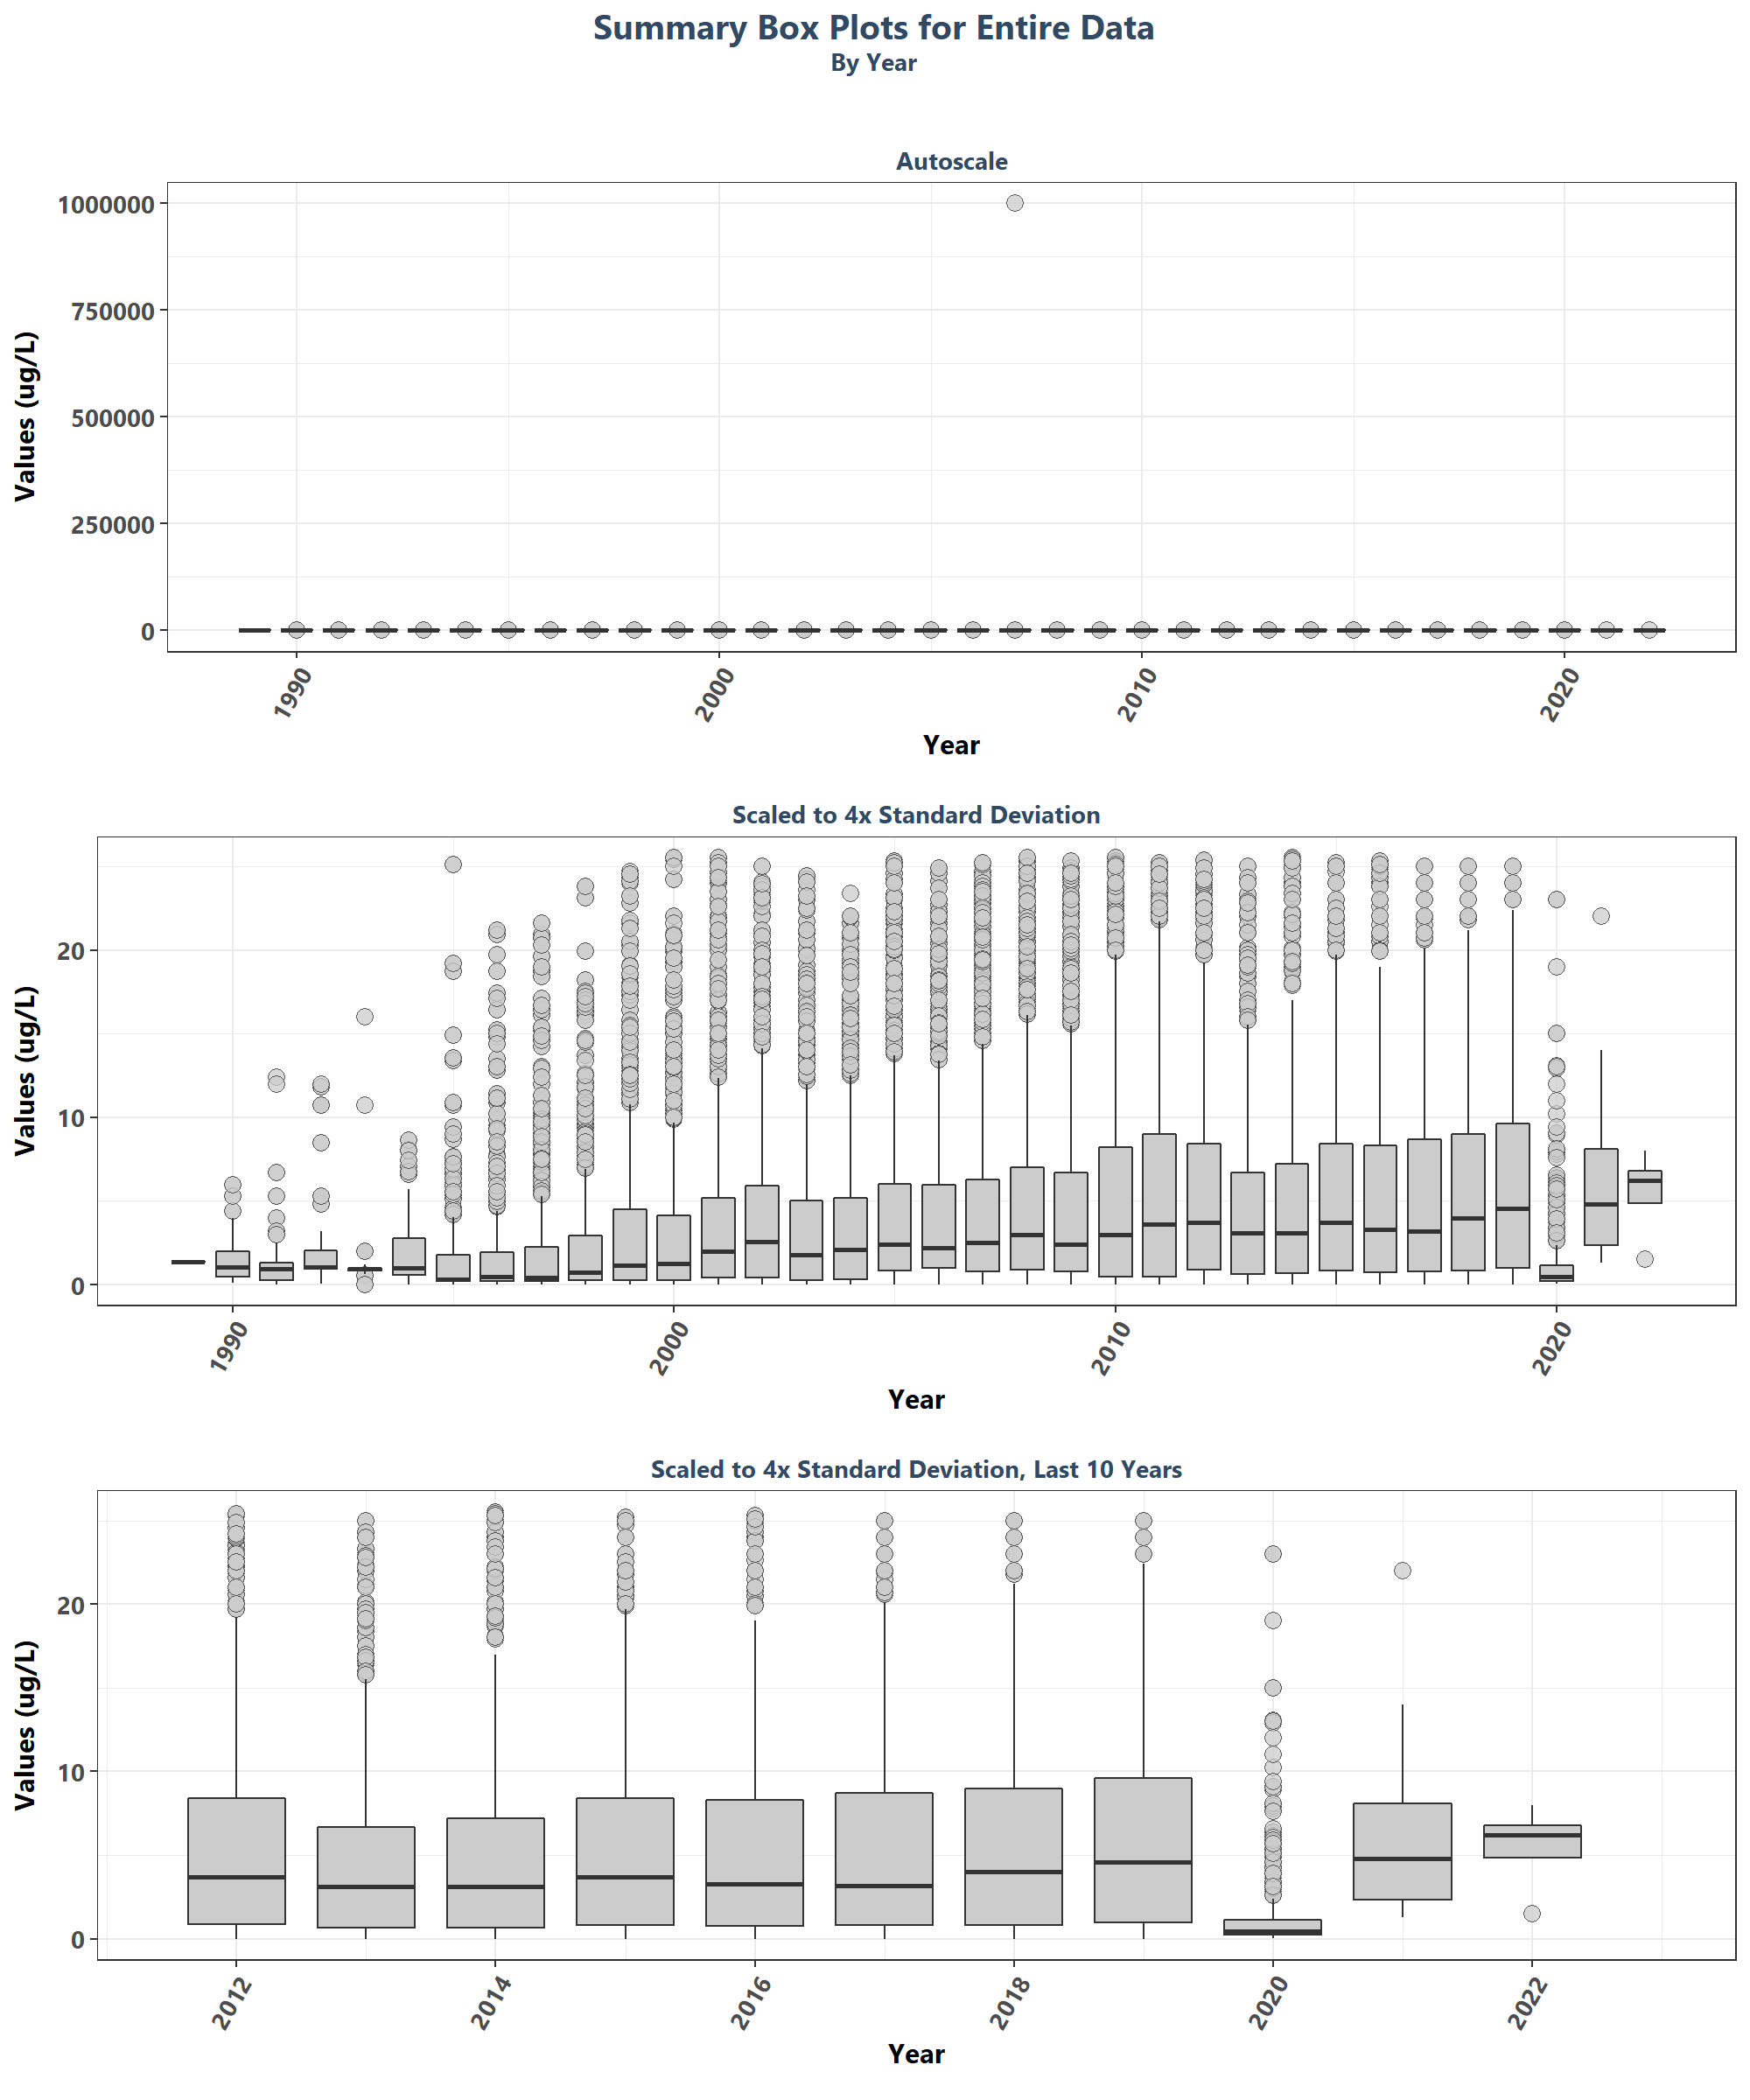 Summary Box Plots for Entire Data
By Year
Autoscale
Values (ug/L)
1000000
750000
500000
250000
0
1990
2000
2010
2020
Year
Scaled to 4x Standard Deviation
Values (ug/L)
20
10
0
1990
2000
2010
2020
Year
Scaled to 4x Standard Deviation, Last 10 Years
Values (ug/L)
20
10
0
2012
2014
2016
2018
2020
2022
Year